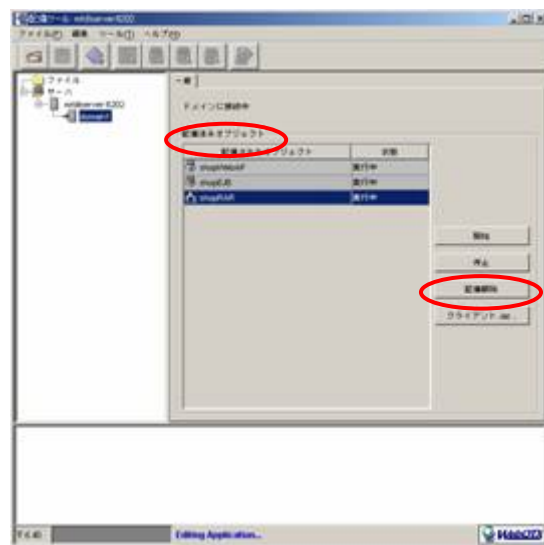 配備ツール
ファイル(F) 編集 ツール(T) ヘルプ(H)
ファイル
サーバ
domain1
一般
ドメインに接続中
配備済みオブジェクト
配備済みオブジェクト 状態
実行中
shopEJB 実行中
shopRAR 実行中
開始
停止
配備解除
クライアント Jar...
Editing Application...
WebOTX